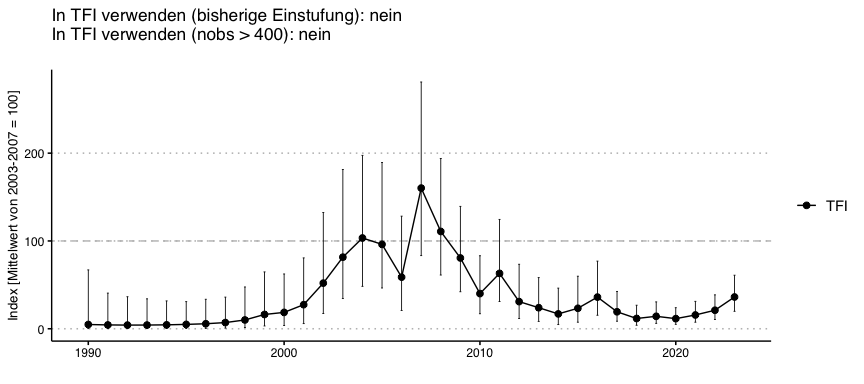 In TFI verwenden (bisherige Einstufung): nein
In TFI verwenden (nobs > 400): nein
Index [Mittelwert von 2003-2007 = 100]
200
100
0
1990
2000
2010
2020
TFI